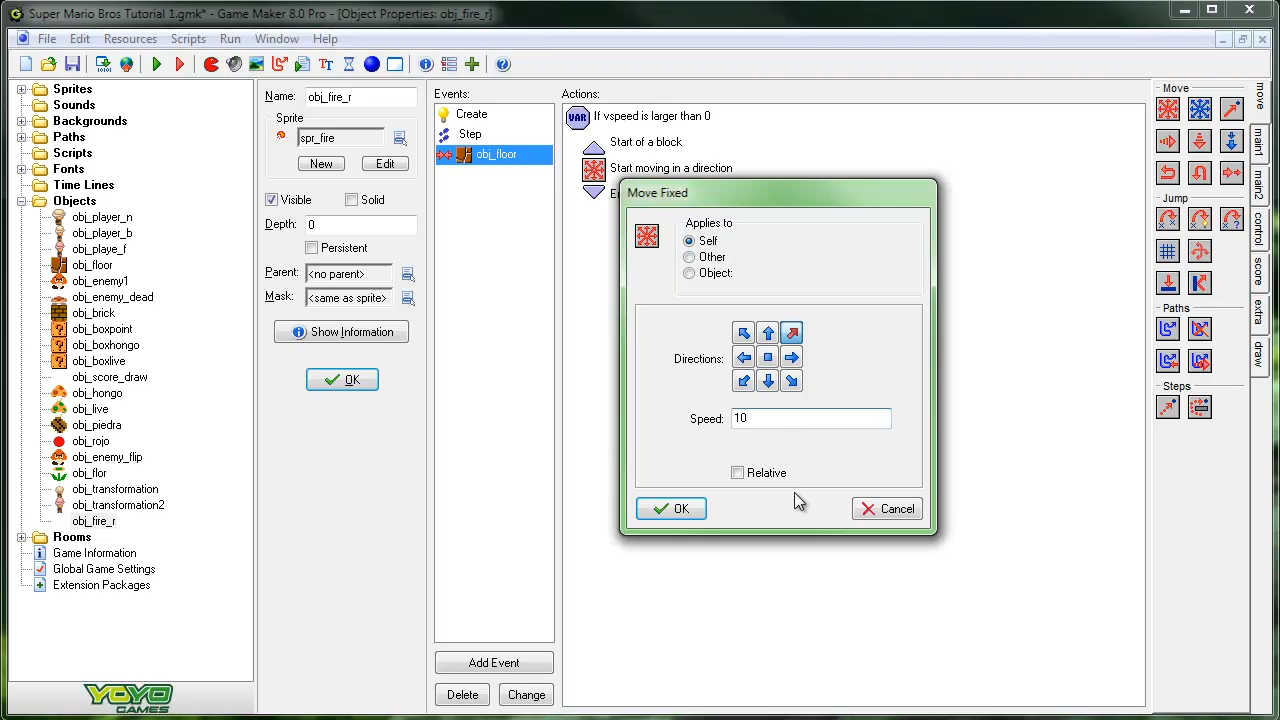 Super Mario Bros Tutorial 1.gmk* - Game Maker 8.0 Pro - [Object Properties: obj_fire_r]
File Edit Resources Scripts Run Window Help
Sprites
Sounds
Backgrounds
Paths
Scripts
Fonts
Time Lines
Objects
obj_player_n
obj_player_b
obj_playe_f
obj_floor
obj_enemy1
obj_enemy_dead
obj_brick
obj_boxpoint
obj_boxhongo
obj_boxlive
obj_score_draw
obj_hongo
obj_live
obj_piedra
obj_rojo
obj_enemy_flip
obj_flor
obj_transformation
obj_transformation2
obj_fire_r
Rooms
Game Information
Global Game Settings
Extension Packages
YOYO
GAMES
Name: obj_fire_r
Sprite
spr_fire
New Edit
Visible Solid
Depth: 0
Persistent
Parent: <no parent>
Mask: <same as sprite>
Show Information
OK
Events:
Create
Step
obj_floor
Add Event
Delete Change
Actions:
VAR If vspeed is larger than 0
Start of a block
Start moving in a direction
Move Fixed
Applies to
Self
Other
Object:
Directions:
Speed: 10
Relative
OK Cancel
Move
Jump
Paths
Steps
move
main1
main2
control
score
extra
draw